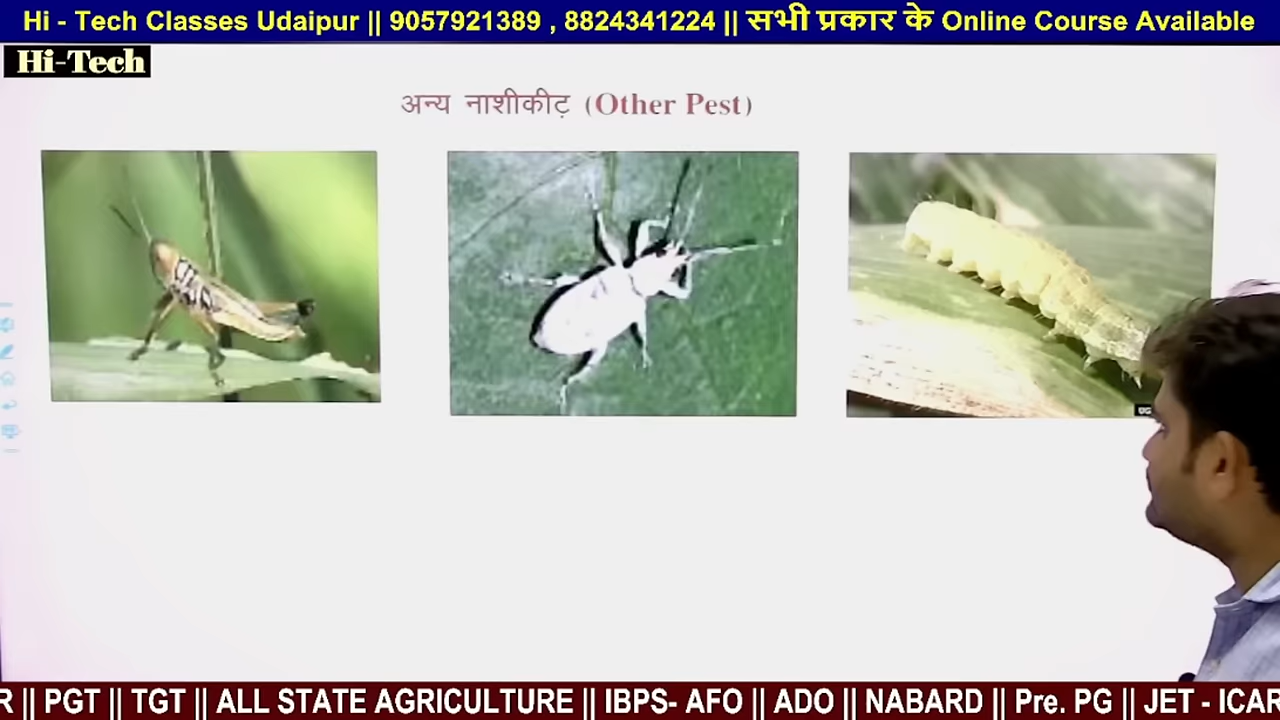 Hi - Tech Classes Udaipur || 9057921389 , 8824341224 || सभी प्रकार के Online Course Available
Hi-Tech
अन्य नाशीकीट़ (Other Pest)
R || PGT || TGT || ALL STATE AGRICULTURE || IBPS- AFO || ADO || NABARD || Pre. PG || JET - ICAR